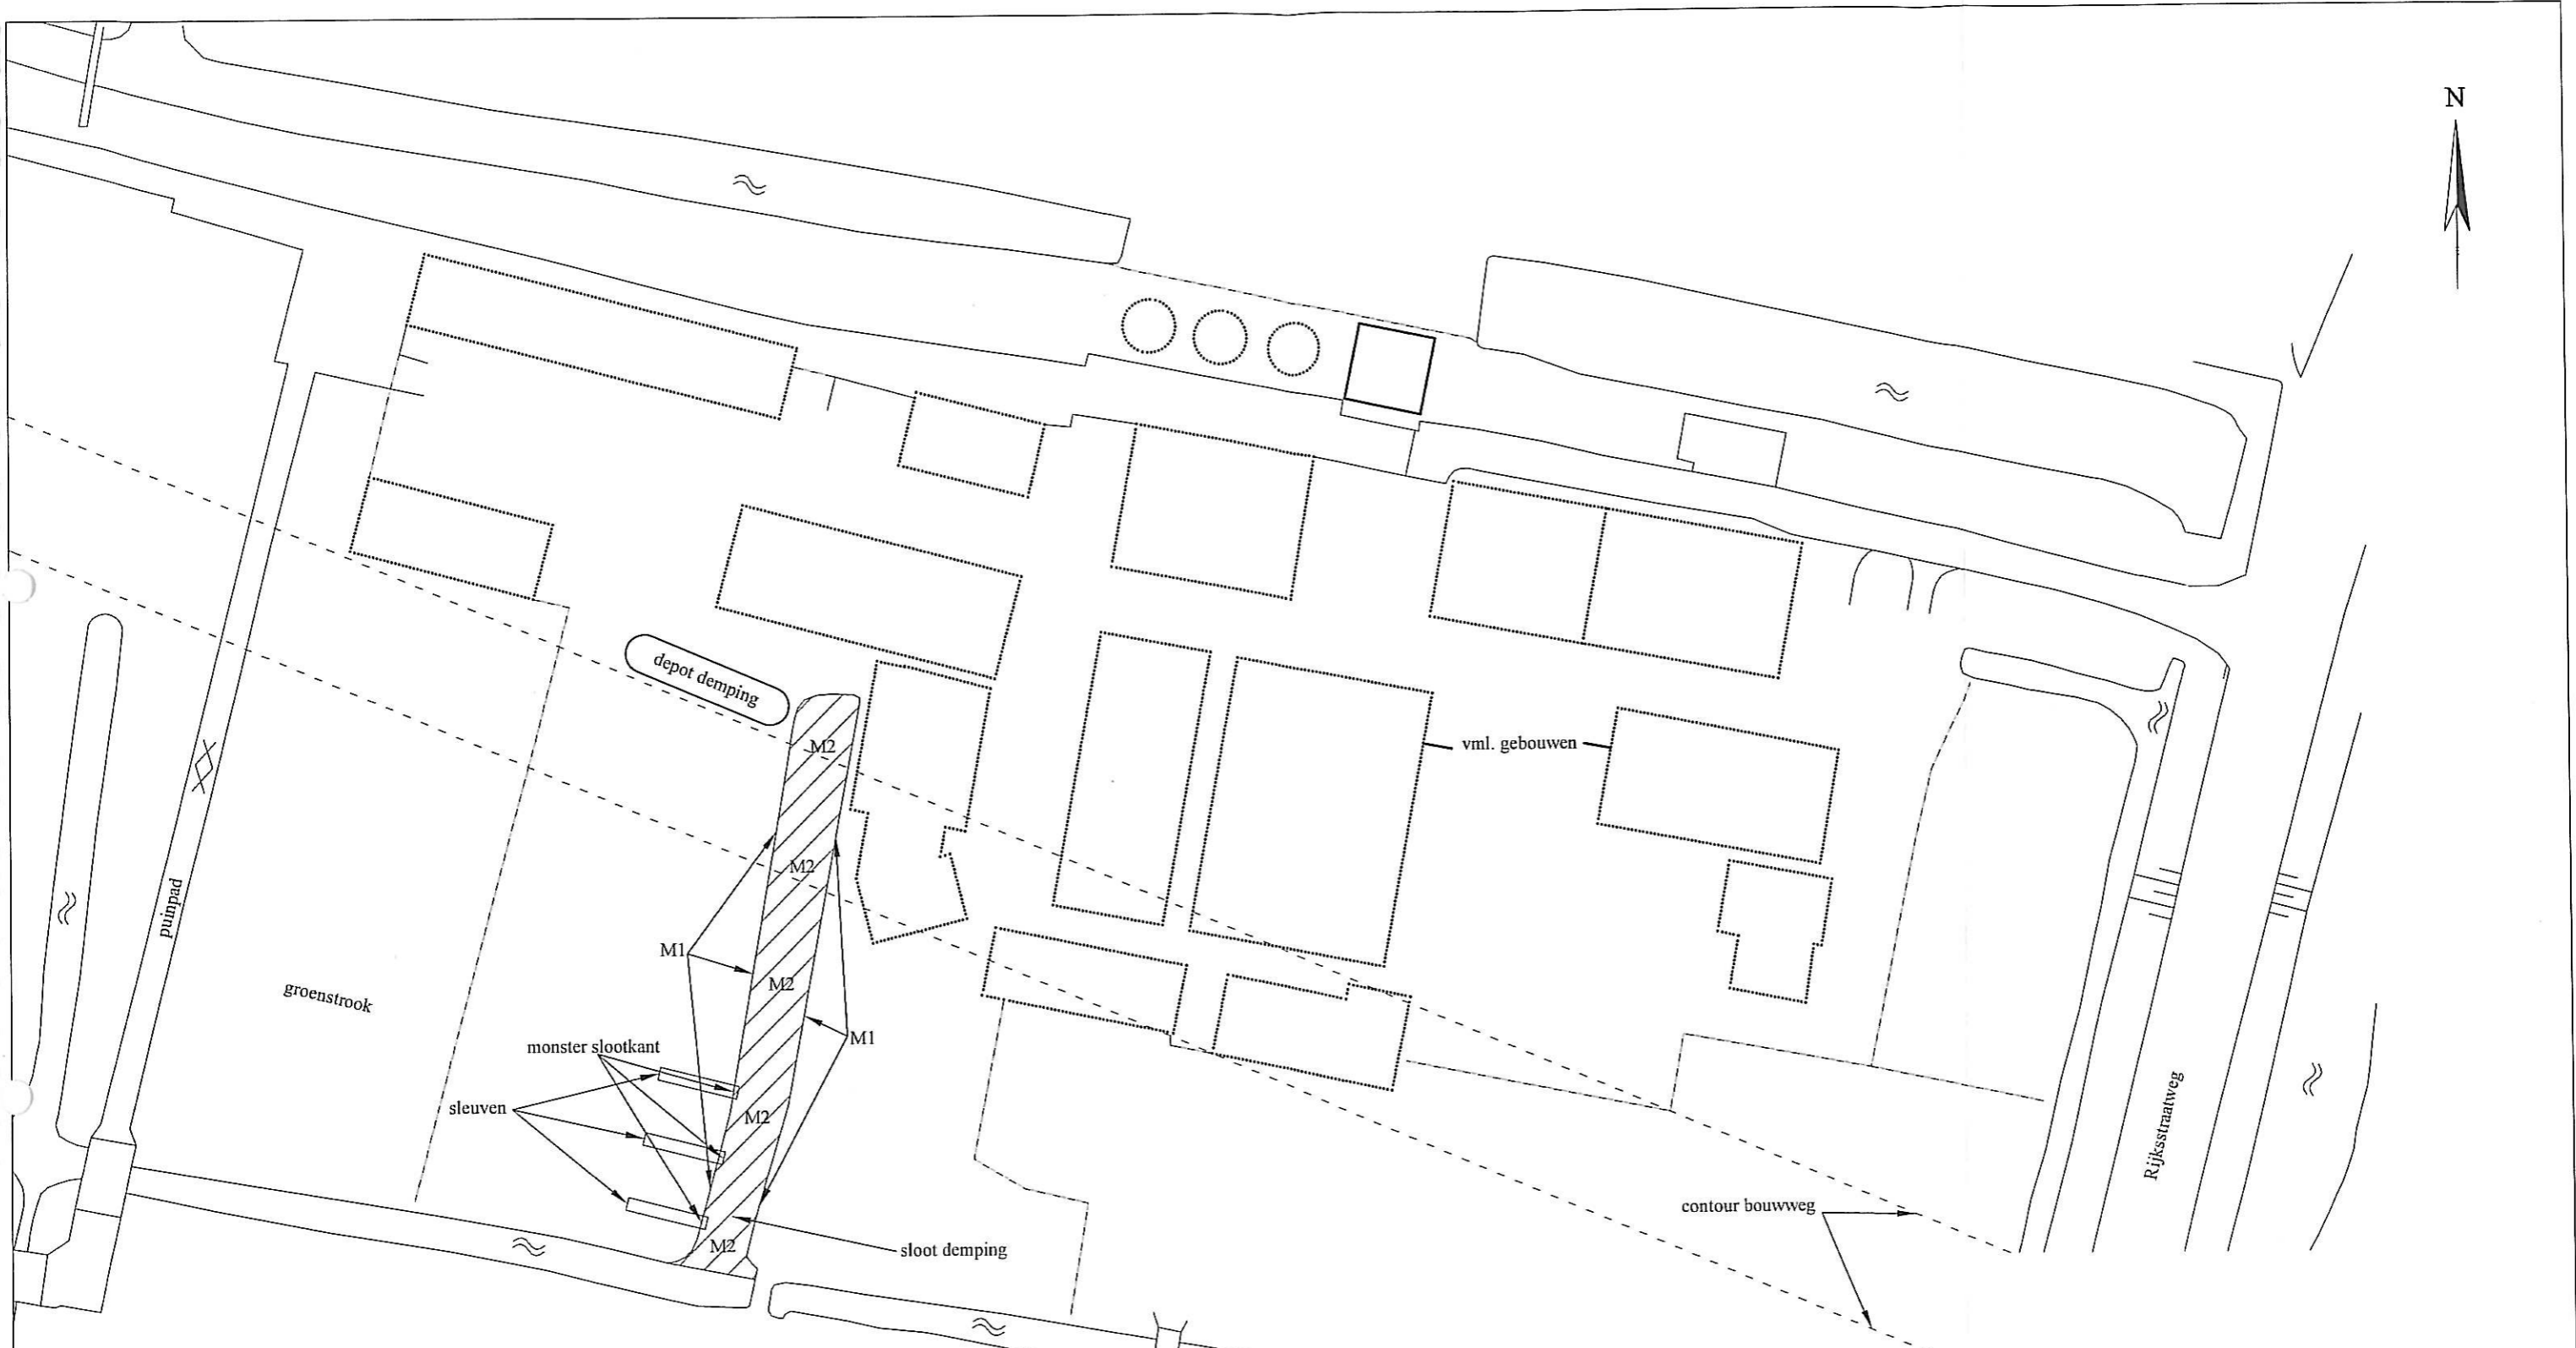 N
depot demping
M2
vml. gebouwen
M2
puinpad
M1
M2
groenstrook
M1
monster slootkant
sleuven
M2
Rijksstraatweg
contour bouwweg
M2
sloot demping